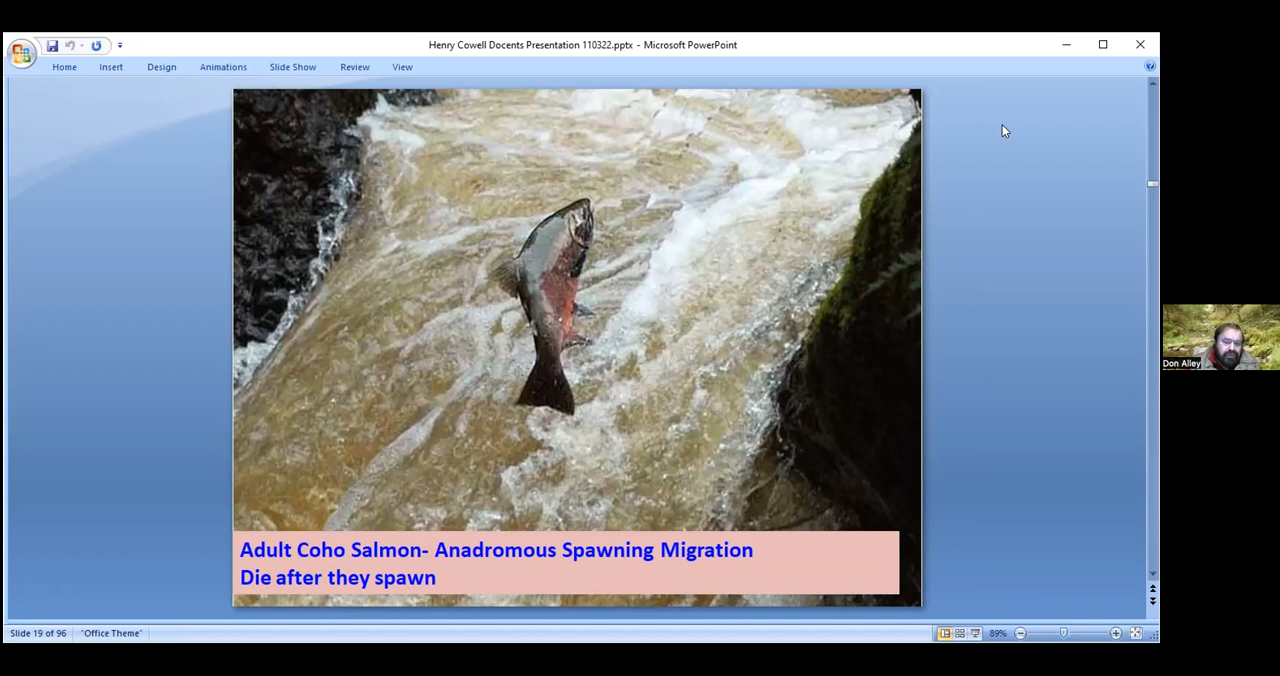 Henry Cowell Docents Presentation 110322.pptx - Microsoft PowerPoint
Home Insert Design Animations Slide Show Review View
Adult Coho Salmon- Anadromous Spawning Migration
Die after they spawn
Don Alley
Slide 19 of 96 "Office Theme" 89%